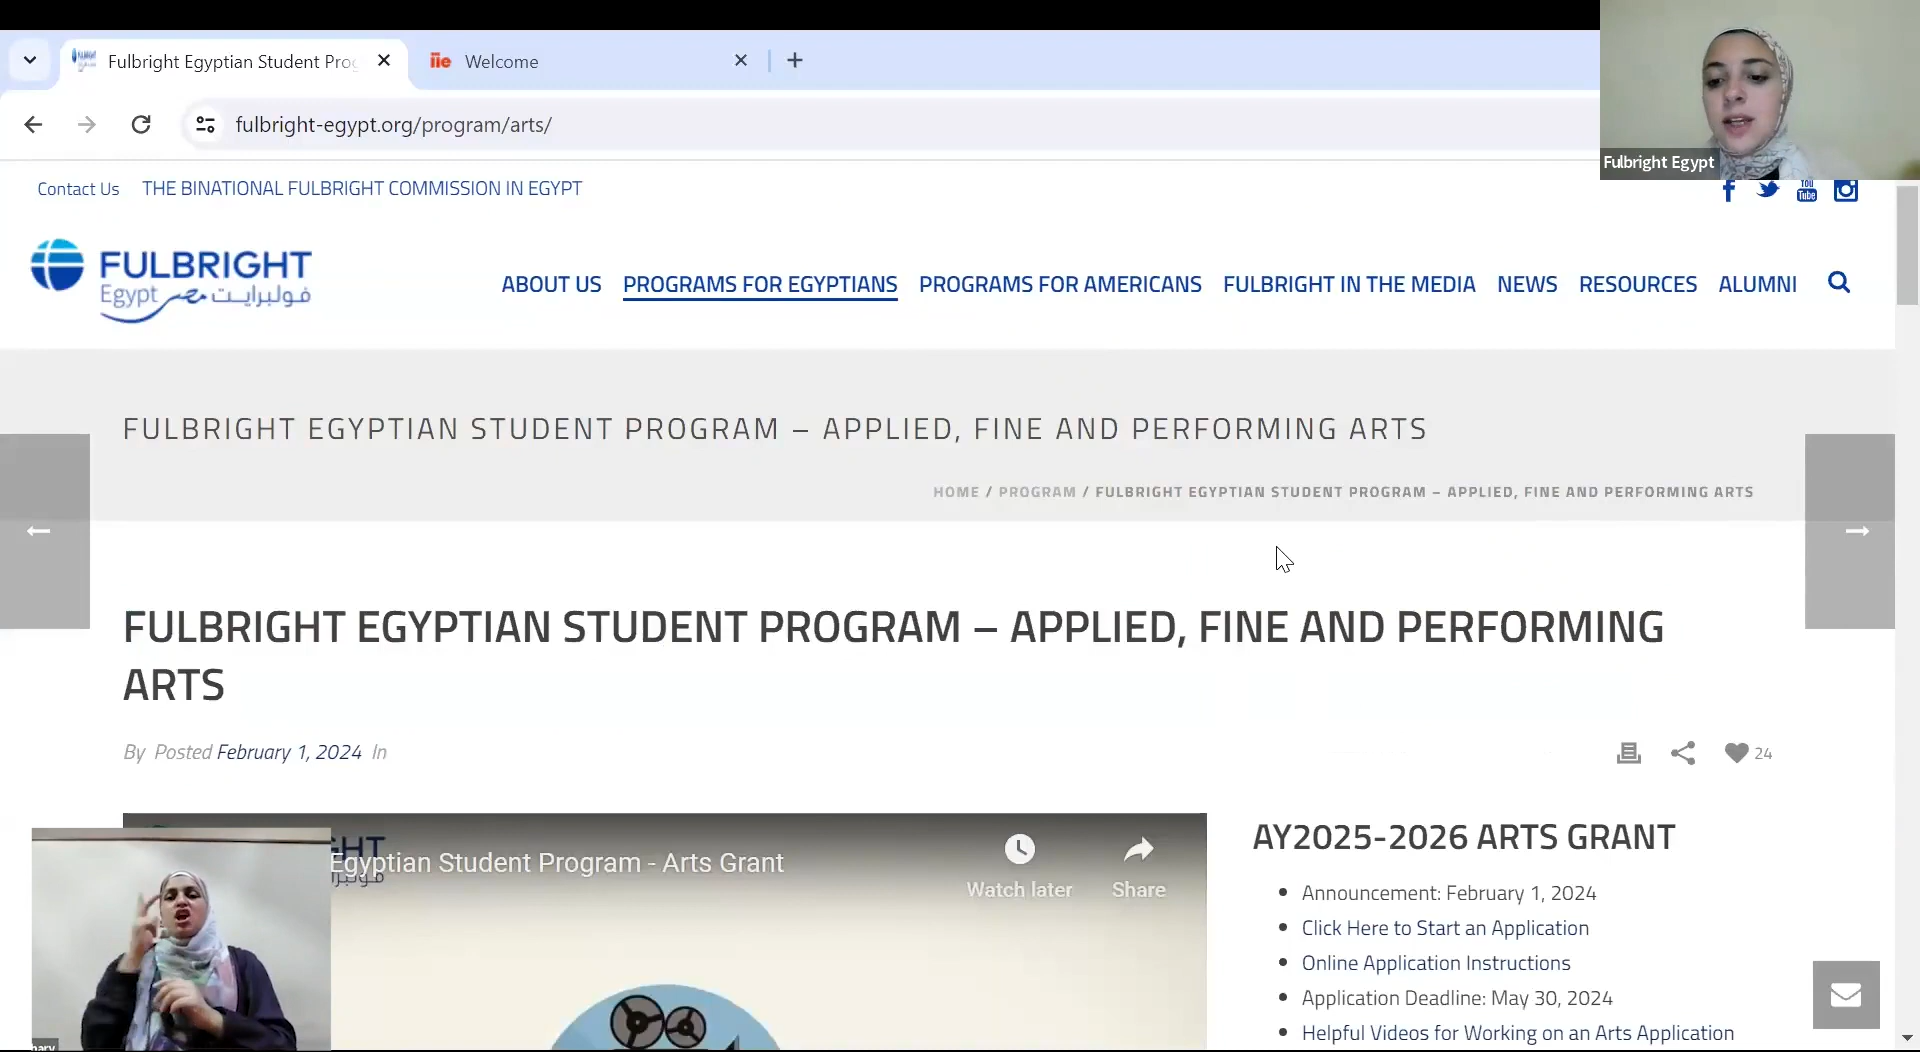 Fulbright Egyptian Student Prog
iie Welcome
fulbright-egypt.org/program/arts/
Fulbright Egypt
Contact Us THE BINATIONAL FULBRIGHT COMMISSION IN EGYPT
You Tube
FULBRIGHT
Egypt مصر فولبرايت
ABOUT US PROGRAMS FOR EGYPTIANS PROGRAMS FOR AMERICANS FULBRIGHT IN THE MEDIA NEWS RESOURCES ALUMNI
FULBRIGHT EGYPTIAN STUDENT PROGRAM – APPLIED, FINE AND PERFORMING ARTS
HOME / PROGRAM / FULBRIGHT EGYPTIAN STUDENT PROGRAM – APPLIED, FINE AND PERFORMING ARTS
FULBRIGHT EGYPTIAN STUDENT PROGRAM – APPLIED, FINE AND PERFORMING
ARTS
By Posted February 1, 2024 In
24
Egyptian Student Program - Arts Grant
Watch later Share
AY2025-2026 ARTS GRANT
Announcement: February 1, 2024
Click Here to Start an Application
Online Application Instructions
Application Deadline: May 30, 2024
Helpful Videos for Working on an Arts Application